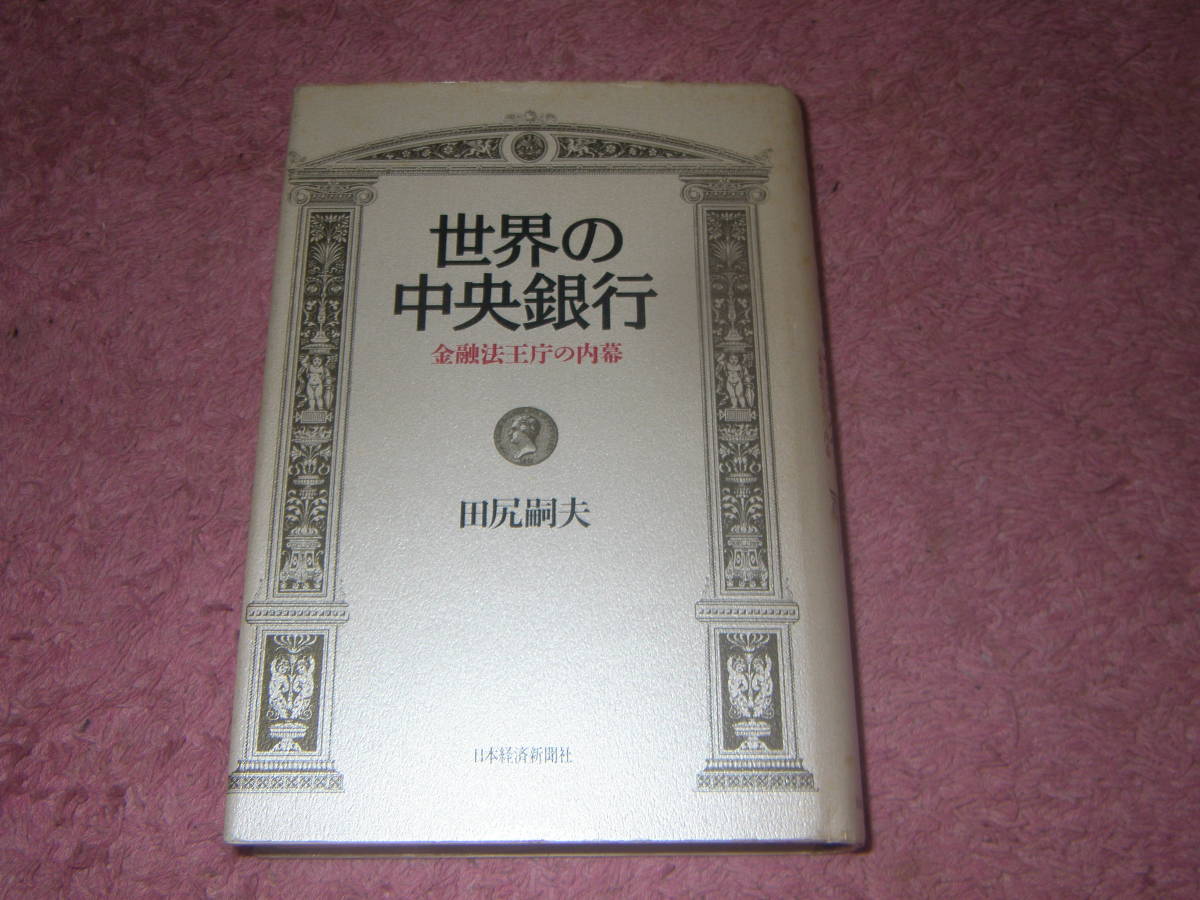 世界の
中央銀行
金融法王庁の内幕
田尻嗣夫
日本経済新聞社